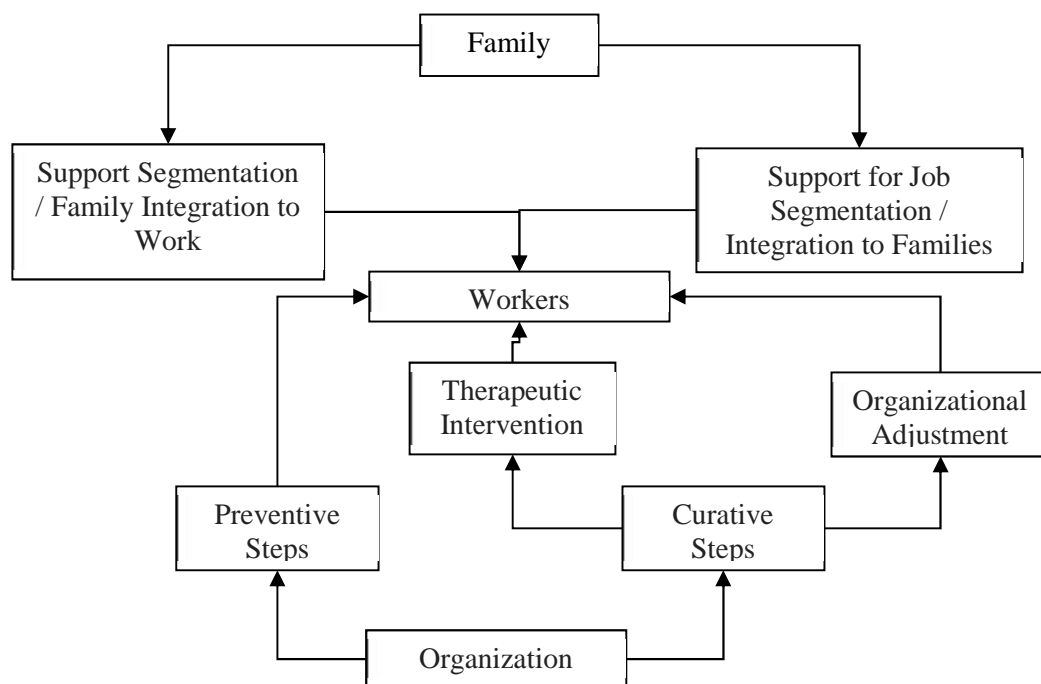 Family
Support Segmentation
/ Family Integration to
Work
Support for Job
Segmentation /
Integration to Families
Workers
Therapeutic
Intervention
Organizational
Adjustment
Preventive
Steps
Curative
Steps
Organization